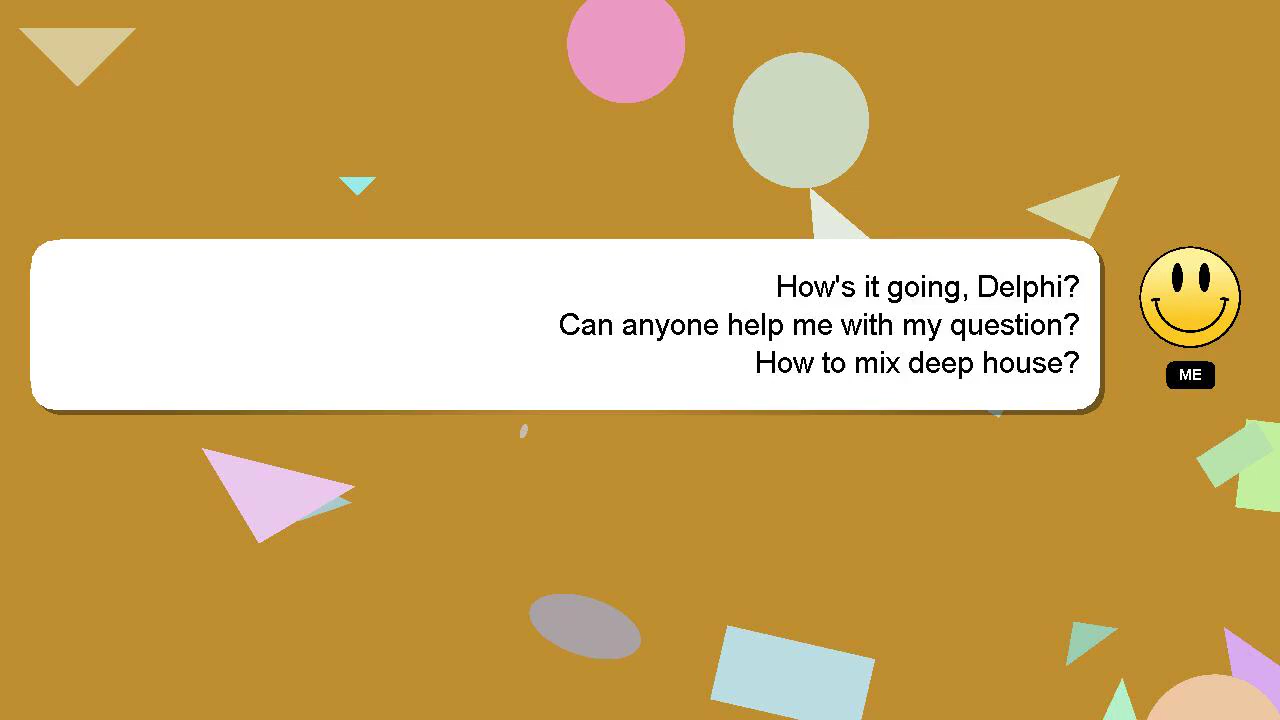 How's it going, Delphi?
Can anyone help me with my question?
How to mix deep house?
ME